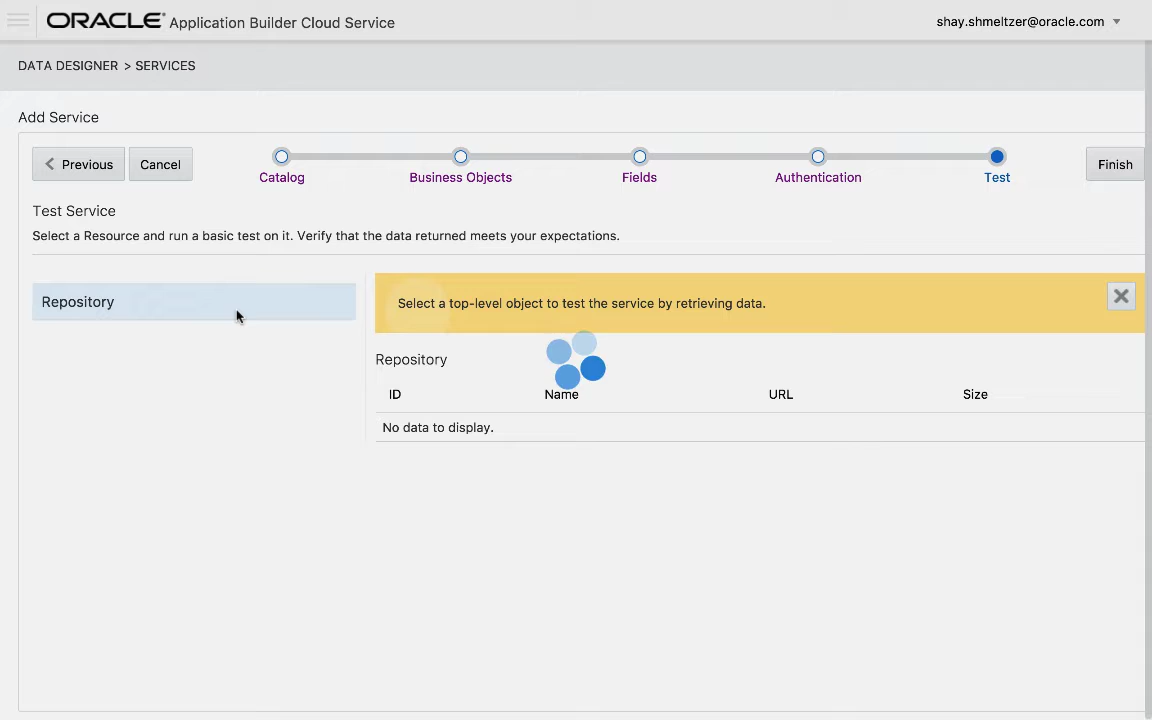 ORACLE Application Builder Cloud Service
shay.shmeltzer@oracle.com
DATA DESIGNER > SERVICES
Add Service
Previous
Cancel
Catalog
Business Objects
Fields
Authentication
Test
Finish
Test Service
Select a Resource and run a basic test on it. Verify that the data returned meets your expectations.
Repository
Select a top-level object to test the service by retrieving data.
Repository
ID Name URL Size
No data to display.